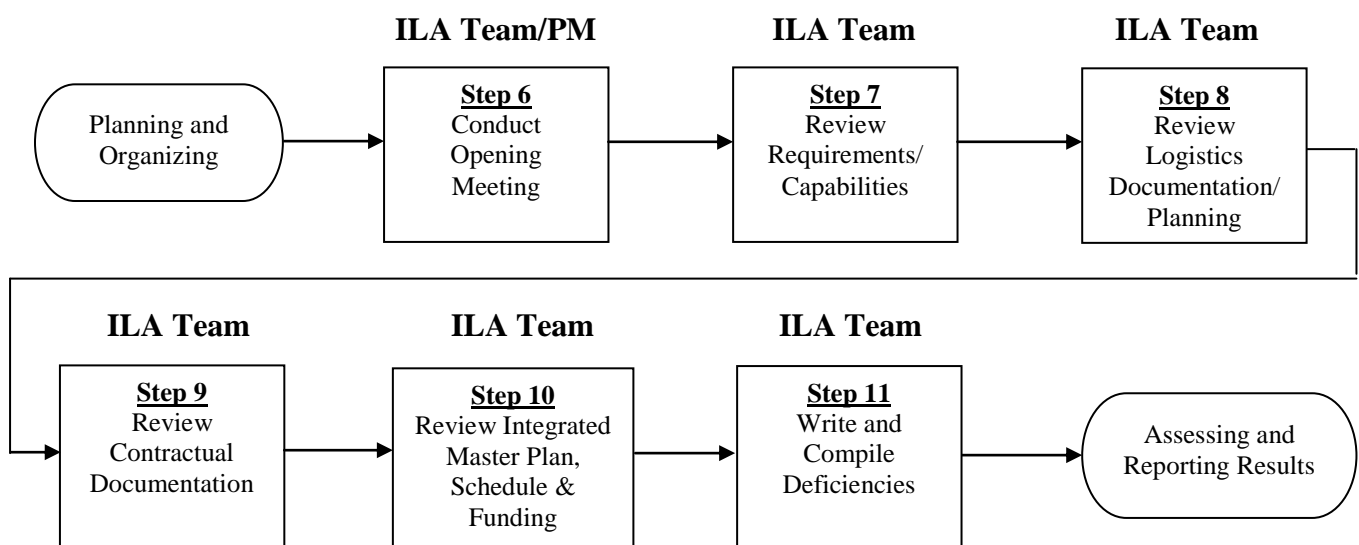 ILA Team/PM
ILA Team
ILA Team
Planning and
Organizing
Step 6
Conduct
Opening
Meeting
Step 7
Review
Requirements/
Capabilities
Step 8
Review
Logistics
Documentation/
Planning
ILA Team
ILA Team
ILA Team
Step 9
Review
Contractual
Documentation
Step 10
Review Integrated
Master Plan,
Schedule &
Funding
Step 11
Write and
Compile
Deficiencies
Assessing and
Reporting Results